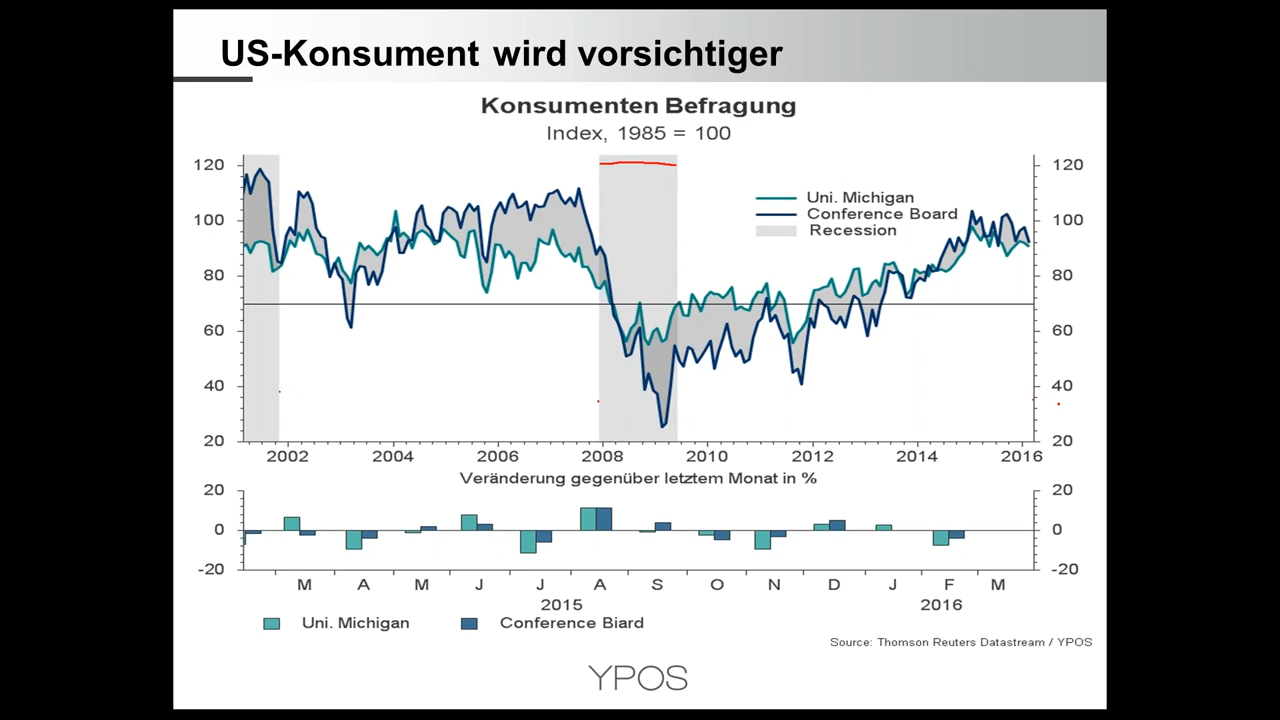 US-Konsument wird vorsichtiger
Konsumenten Befragung
Index, 1985 = 100
120 120
Uni. Michigan
100 Conference Board 100
Recession
80 80
60 60
40 40
20 20
2002 2004 2006 2008 2010 2012 2014 2016
Veränderung gegenüber letztem Monat in %
20 20
0 0
-20 -20
M A M J J A S O N D J F M
2015 2016
Uni. Michigan Conference Biard
Source: Thomson Reuters Datastream / YPOS
YPOS